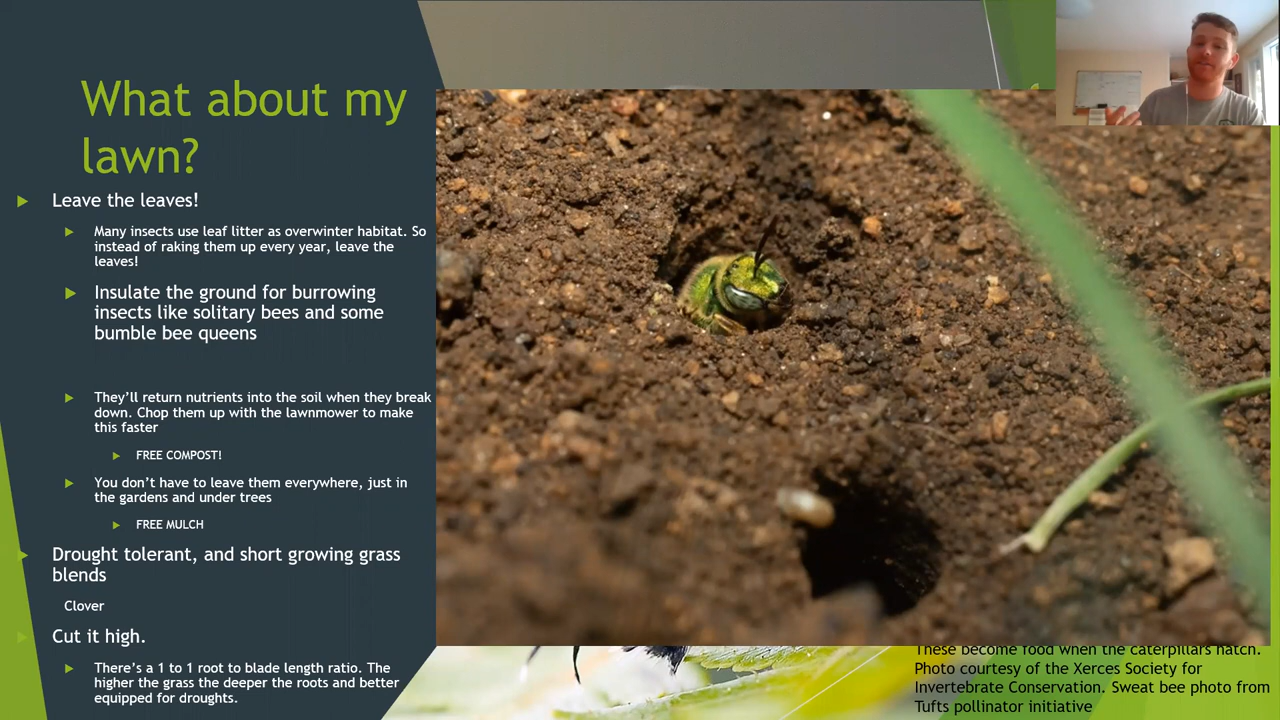 What about my
lawn?
Leave the leaves!
Many insects use leaf litter as overwinter habitat. So
instead of raking them up every year, leave the
leaves!
Insulate the ground for burrowing
insects like solitary bees and some
bumble bee queens
They’ll return nutrients into the soil when they break
down. Chop them up with the lawnmower to make
this faster
FREE COMPOST!
You don’t have to leave them everywhere, just in
the gardens and under trees
FREE MULCH
Drought tolerant, and short growing grass
blends
Clover
Cut it high.
There’s a 1 to 1 root to blade length ratio. The
higher the grass the deeper the roots and better
equipped for droughts.
These become food when the caterpillars hatch.
Photo courtesy of the Xerces Society for
Invertebrate Conservation. Sweat bee photo from
Tufts pollinator initiative